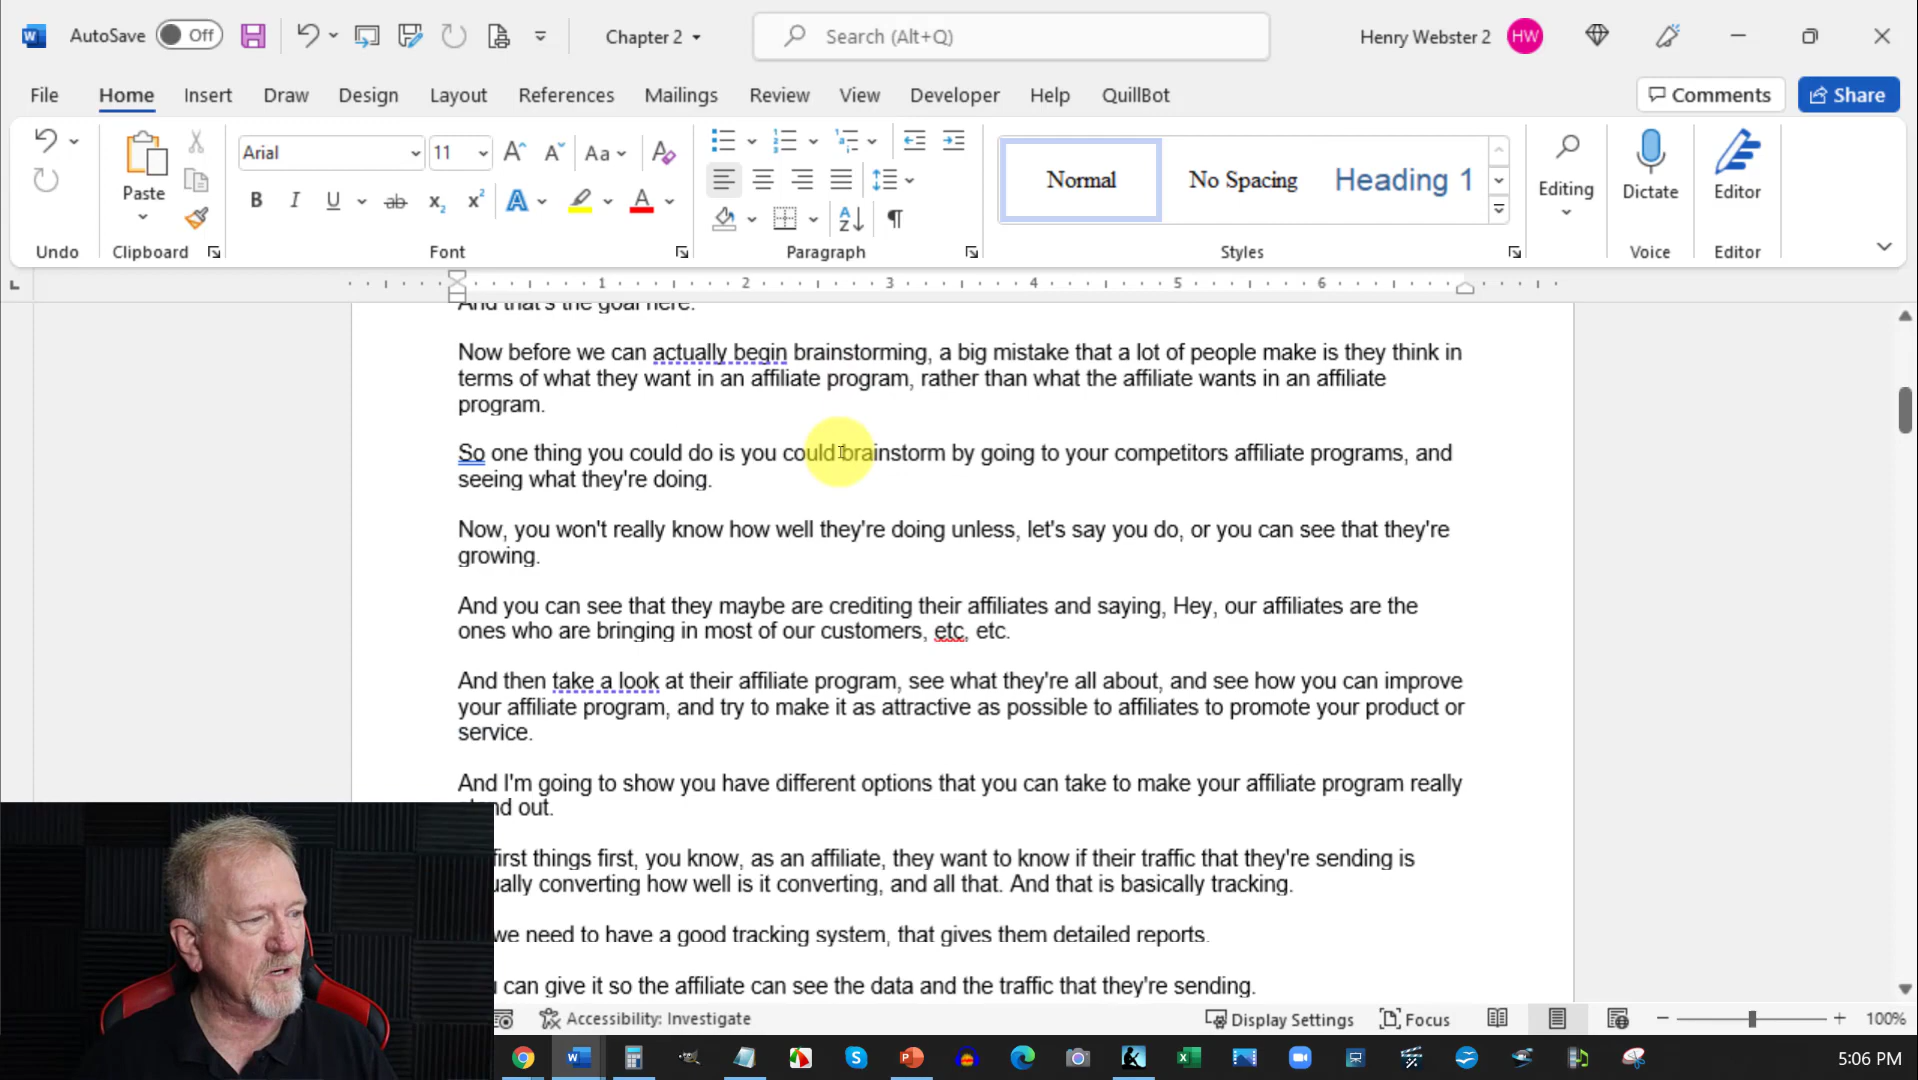 AutoSave
Off
Chapter 2
Search (Alt+Q)
Henry Webster 2
HW
File
Home
Insert
Draw
Design
Layout
References
Mailings
Review
View
Developer
Help
QuillBot
Comments
Share
Paste
Arial
11
Aa
B
I
U
ab
x₂
x²
A
A
Normal
No Spacing
Heading 1
Editing
Dictate
Editor
Undo
Clipboard
Font
Paragraph
Styles
Voice
Editor
1 2 3 4 5 6
And that's the goal here.
Now before we can actually begin brainstorming, a big mistake that a lot of people make is they think in
terms of what they want in an affiliate program, rather than what the affiliate wants in an affiliate
program.
So one thing you could do is you could brainstorm by going to your competitors affiliate programs, and
seeing what they're doing.
Now, you won't really know how well they're doing unless, let's say you do, or you can see that they're
growing.
And you can see that they maybe are crediting their affiliates and saying, Hey, our affiliates are the
ones who are bringing in most of our customers, etc, etc.
And then take a look at their affiliate program, see what they're all about, and see how you can improve
your affiliate program, and try to make it as attractive as possible to affiliates to promote your product or
service.
And I'm going to show you have different options that you can take to make your affiliate program really
out.
first things first, you know, as an affiliate, they want to know if their traffic that they're sending is
converting how well is it converting, and all that. And that is basically tracking.
we need to have a good tracking system, that gives them detailed reports.
can give it so the affiliate can see the data and the traffic that they're sending.
Accessibility: Investigate
Display Settings
Focus
100%
5:06 PM